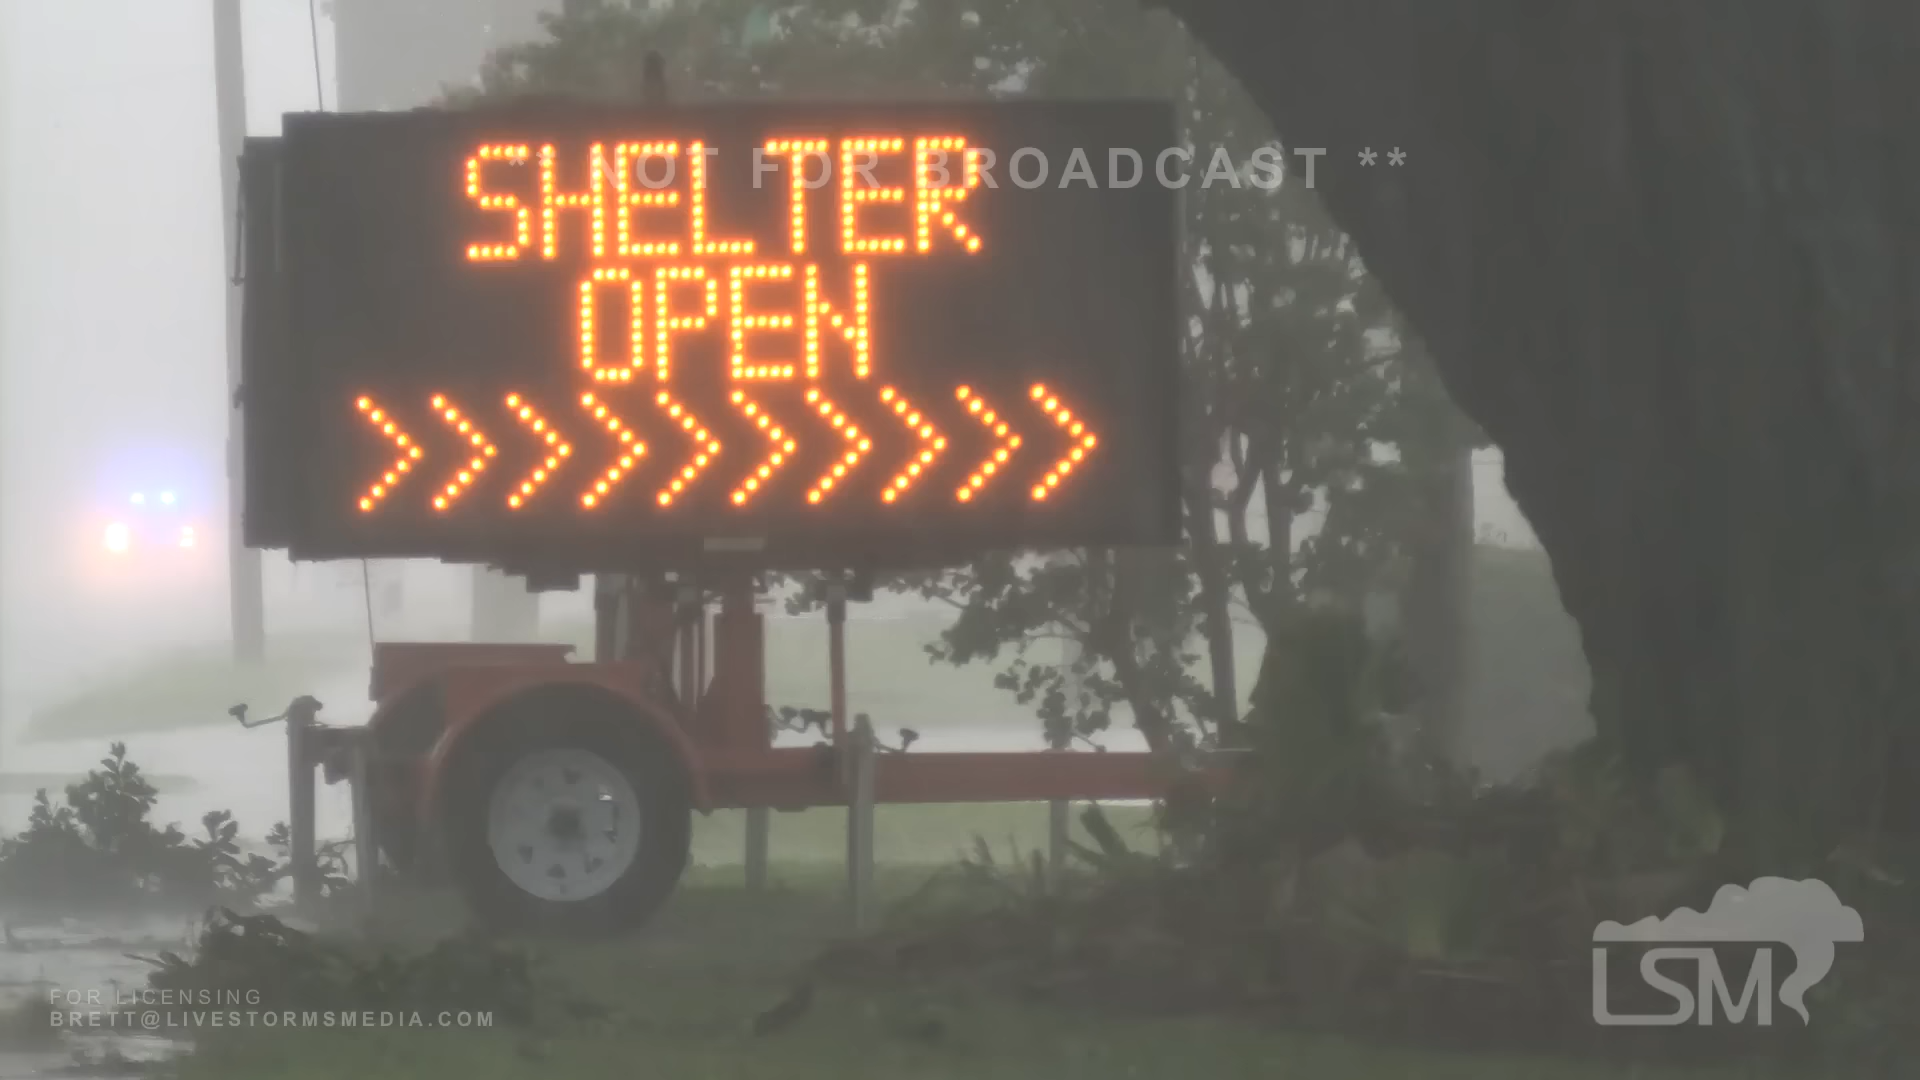 SHELTER
** NOT FOR BROADCAST **
OPEN
>>>>>>>>>>
FOR LICENSING
BRETT@LIVESTORMSMEDIA.COM
LSM